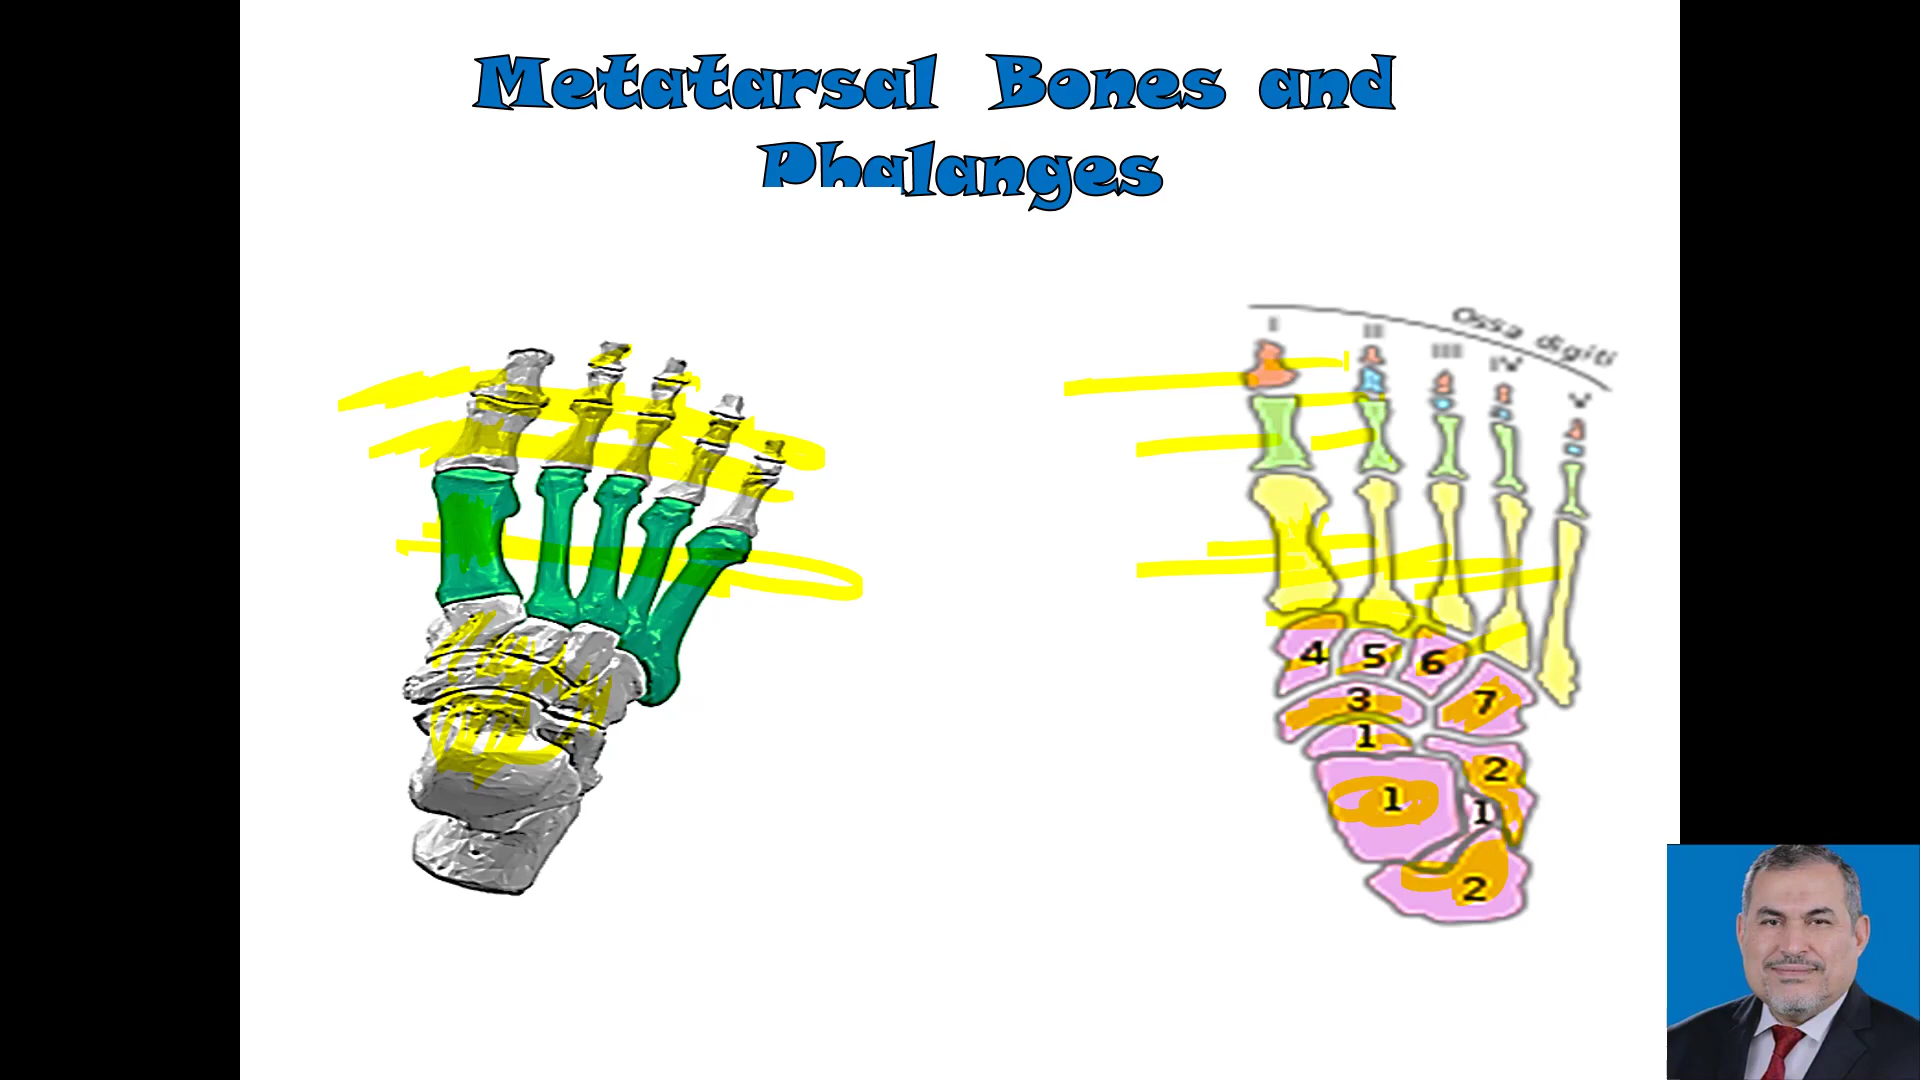 Metatarsal Bones and
Phalanges
Ossa digiti
I II III IV V
4 5 6
3 7
1
2
1 1
2